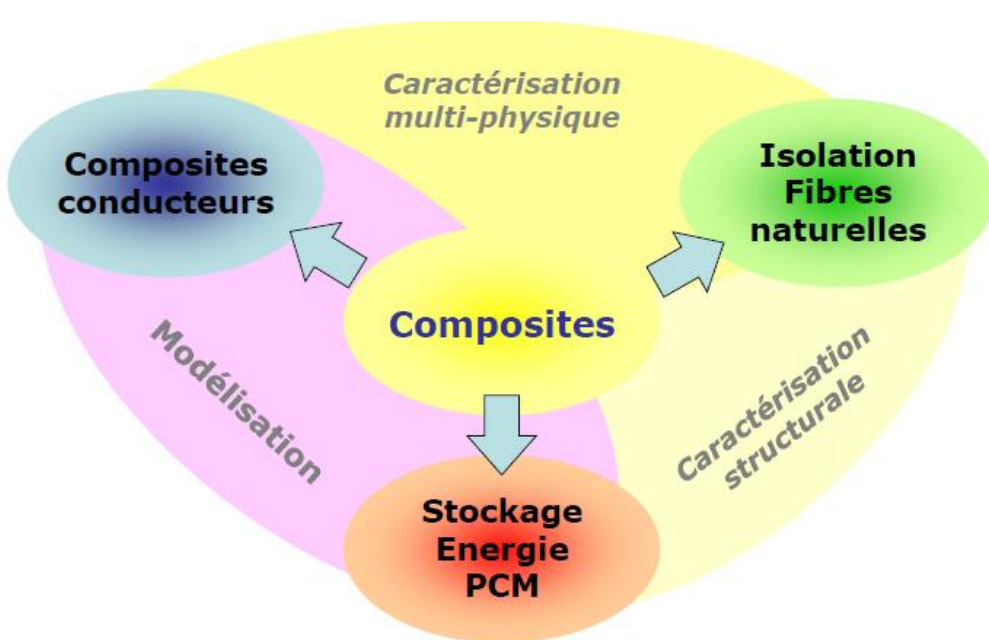 Caractérisation
multi-physique
Composites
conducteurs
Isolation
Fibres
naturelles
Composites
Modélisation
Caractérisation
structurale
Stockage
Energie
PCM